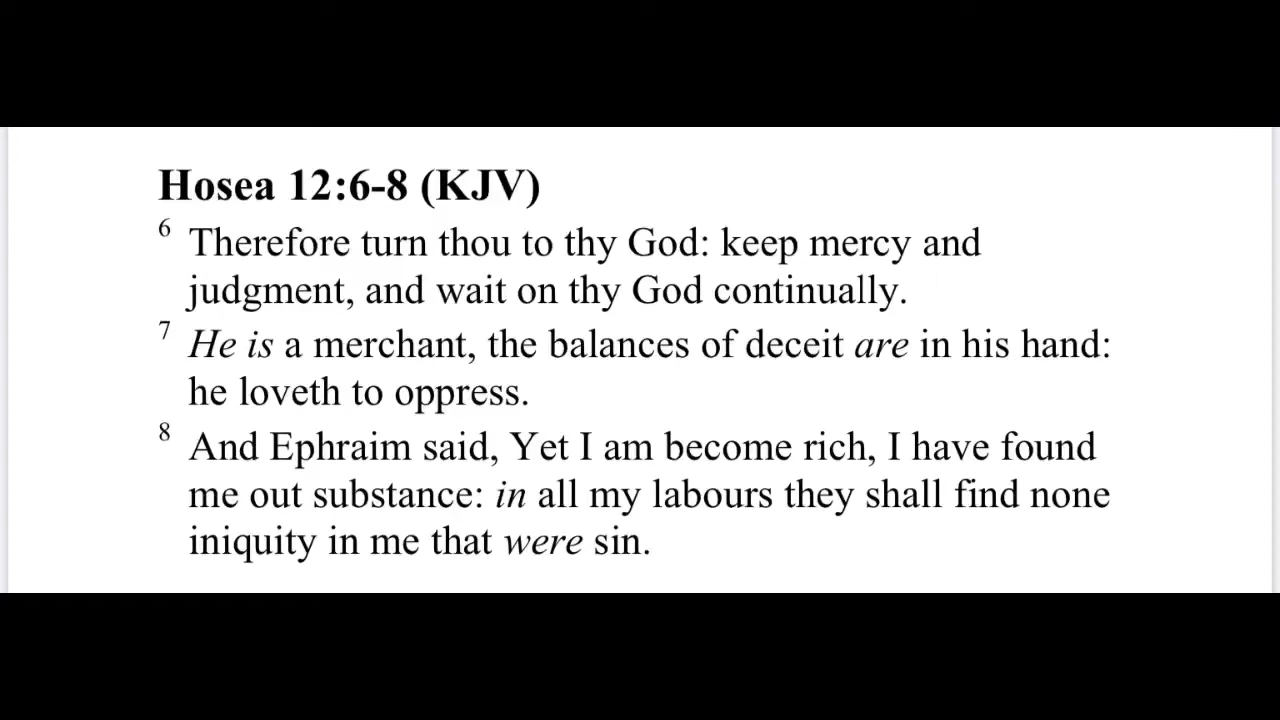 Hosea 12:6-8 (KJV)
6 Therefore turn thou to thy God: keep mercy and
judgment, and wait on thy God continually.
7 He is a merchant, the balances of deceit are in his hand:
he loveth to oppress.
8 And Ephraim said, Yet I am become rich, I have found
me out substance: in all my labours they shall find none
iniquity in me that were sin.